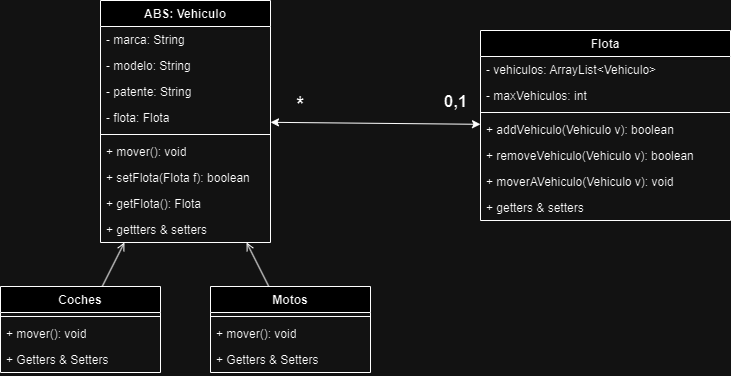 ABS: Vehiculo
- marca: String
- modelo: String
- patente: String
- flota: Flota
+ mover(): void
+ setFlota(Flota f): boolean
+ getFlota(): Flota
+ gettters & setters
*
0,1
Flota
- vehiculos: ArrayList<Vehiculo>
- maxVehiculos: int
+ addVehiculo(Vehiculo v): boolean
+ removeVehiculo(Vehiculo v): boolean
+ moverAVehiculo(Vehiculo v): void
+ getters & setters
Coches
+ mover(): void
+ Getters & Setters
Motos
+ mover(): void
+ Getters & Setters